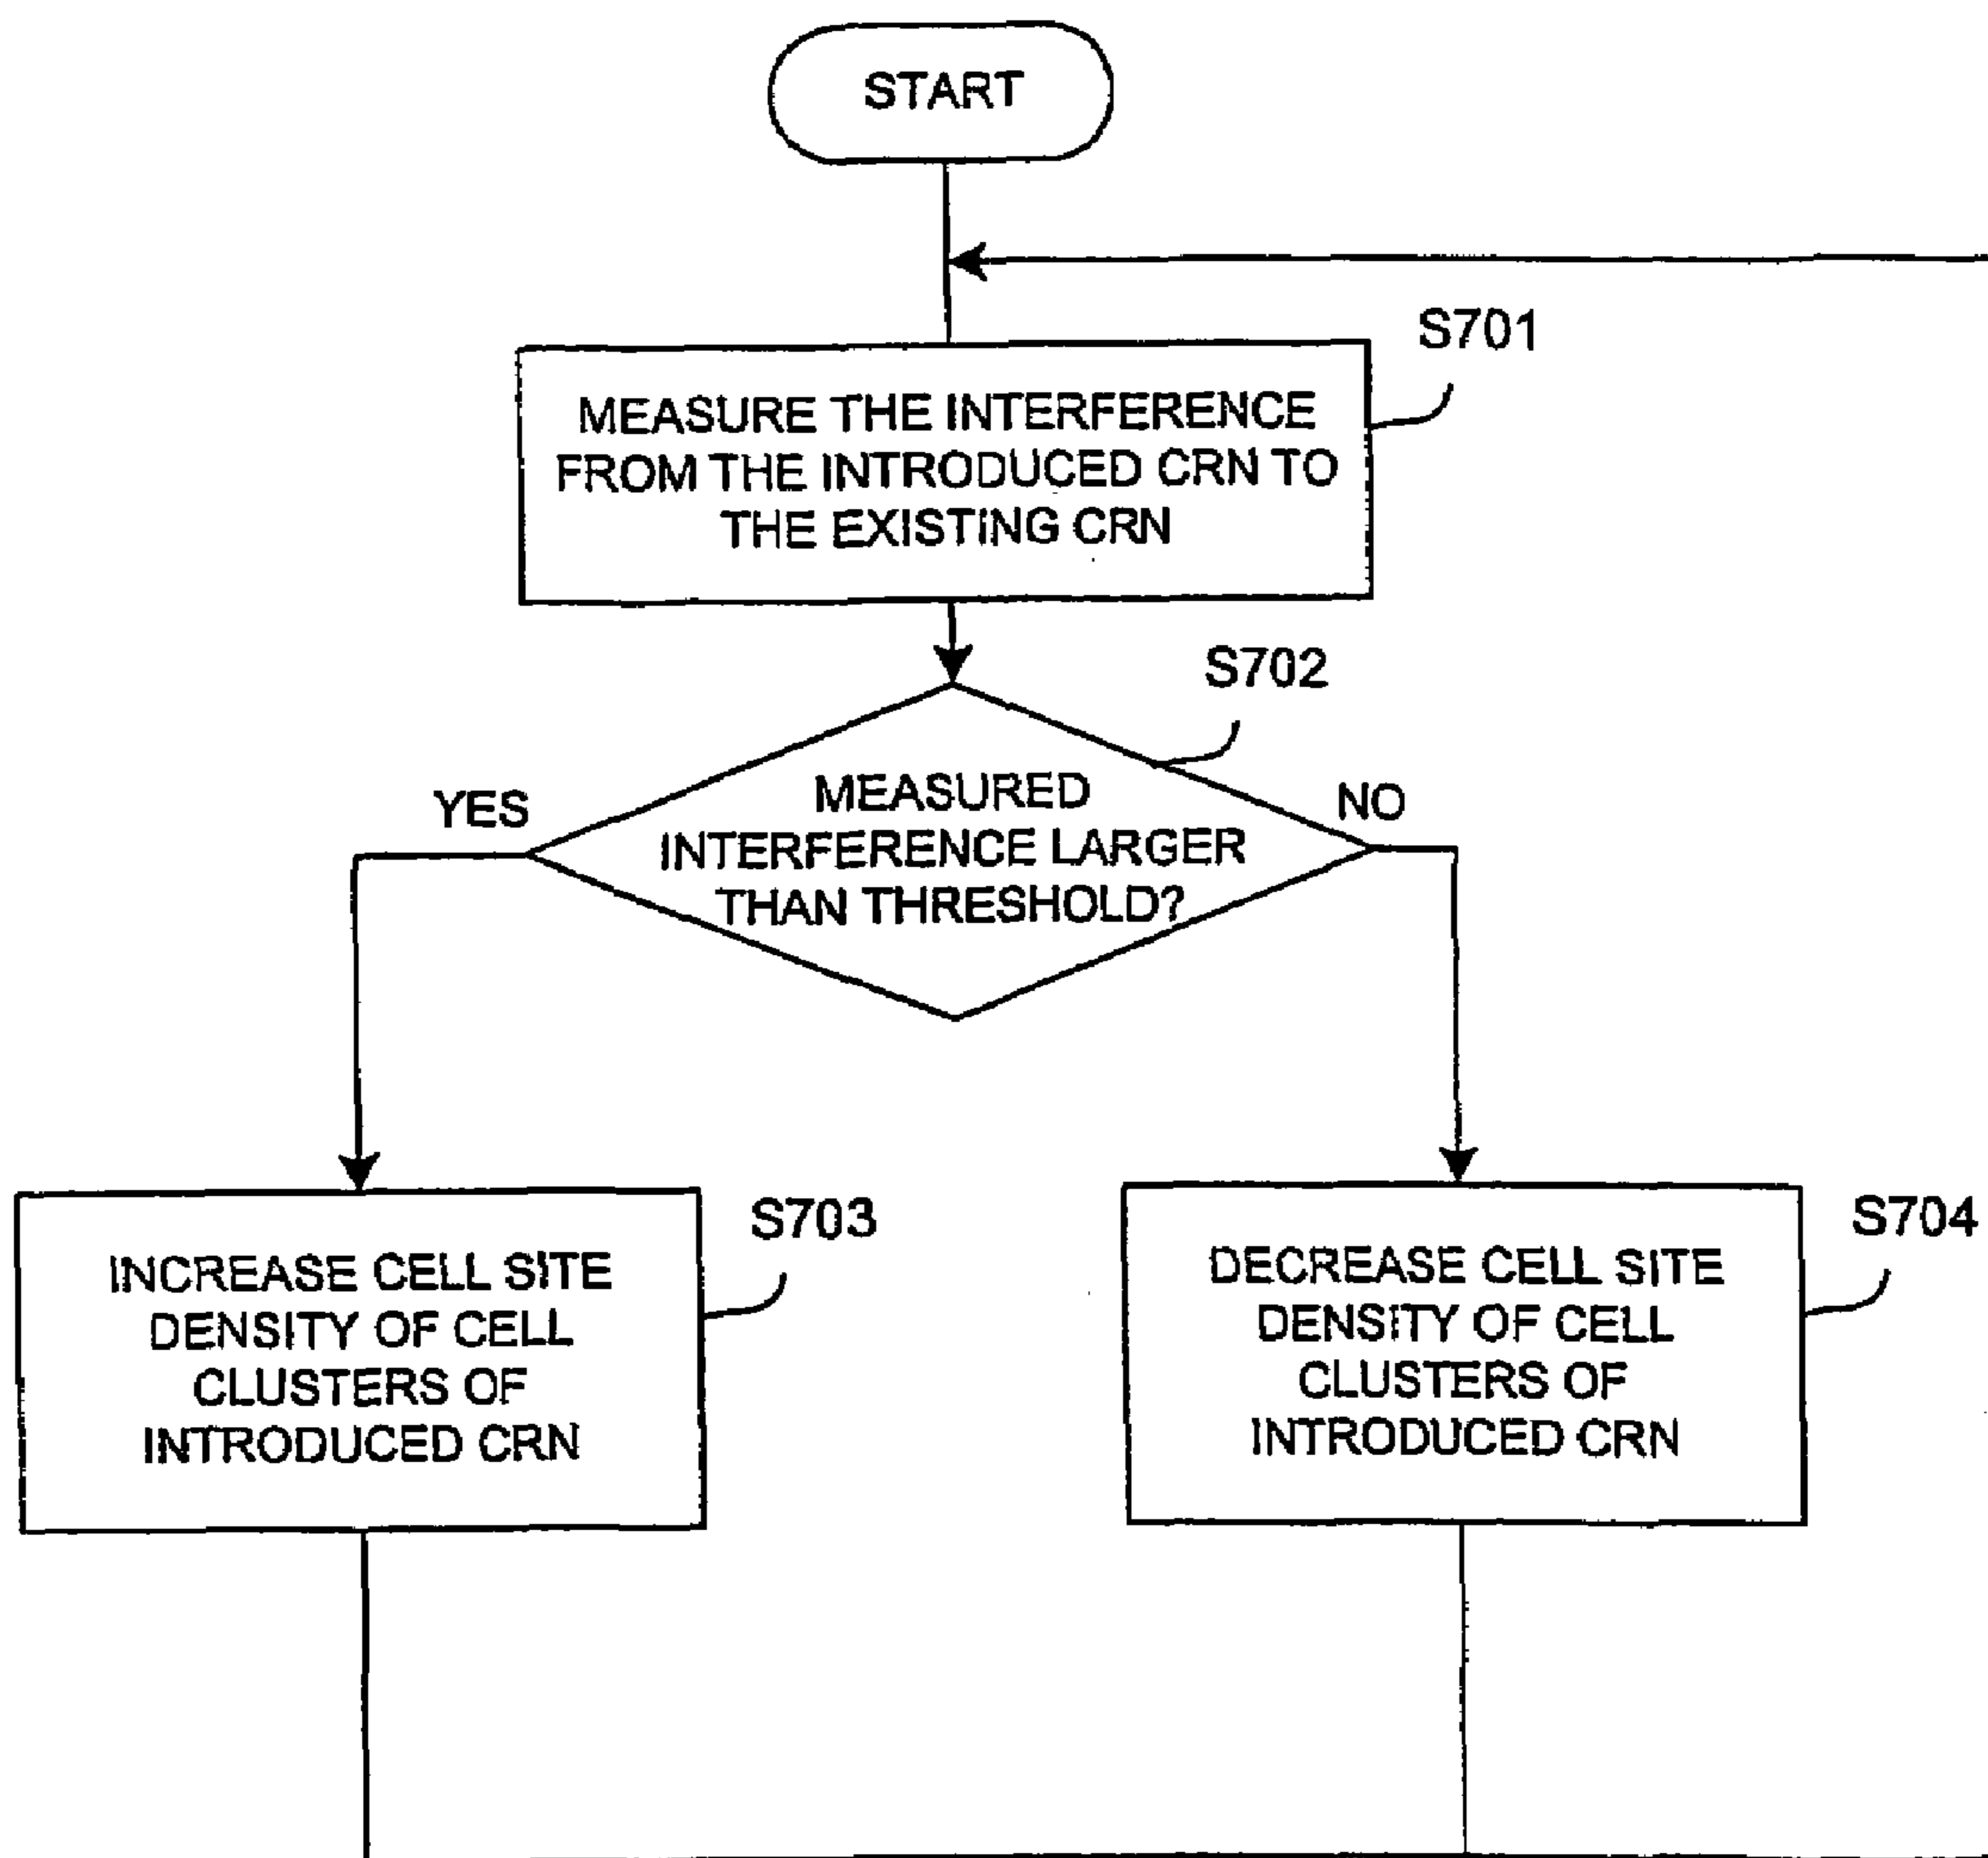 START
S701
MEASURE THE INTERFERENCE
FROM THE INTRODUCED CRN TO
THE EXISTING CRN
S702
YES
MEASURED
INTERFERENCE LARGER
THAN THRESHOLD?
NO
S703
INCREASE CELL SITE
DENSITY OF CELL
CLUSTERS OF
INTRODUCED CRN
S704
DECREASE CELL SITE
DENSITY OF CELL
CLUSTERS OF
INTRODUCED CRN